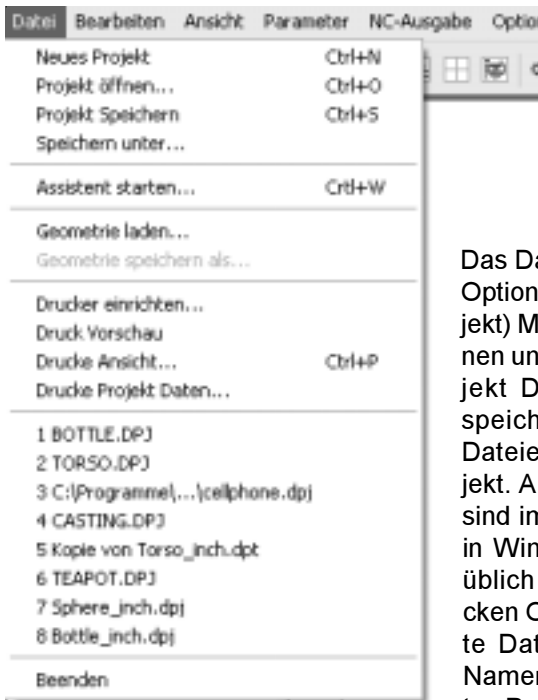 Datei Bearbeiten Ansicht Parameter NC-Ausgabe
Neues Projekt Ctrl+N
Projekt öffnen... Ctrl+O
Projekt Speichern Ctrl+S
Speichern unter...
Assistent starten... Crtl+W
Geometrie laden...
Geometrie speichern als...
Drucker einrichten...
Druck Vorschau
Drucke Ansicht... Ctrl+P
Drucke Projekt Daten...
1 BOTTLE.DPJ
2 TORSO.DPJ
3 C:\Programme\...\cellphone.dpj
4 CASTING.DPJ
5 Kopie von Torso_inch.dpt
6 TEAPOT.DPJ
7 Sphere_inch.dpj
8 Bottle_inch.dpj
Beenden
Das
Option
jekt)
nen
jekt
speich
Dateie
jekt.
sind
in Win
üblich
cken
te Dat
Namen